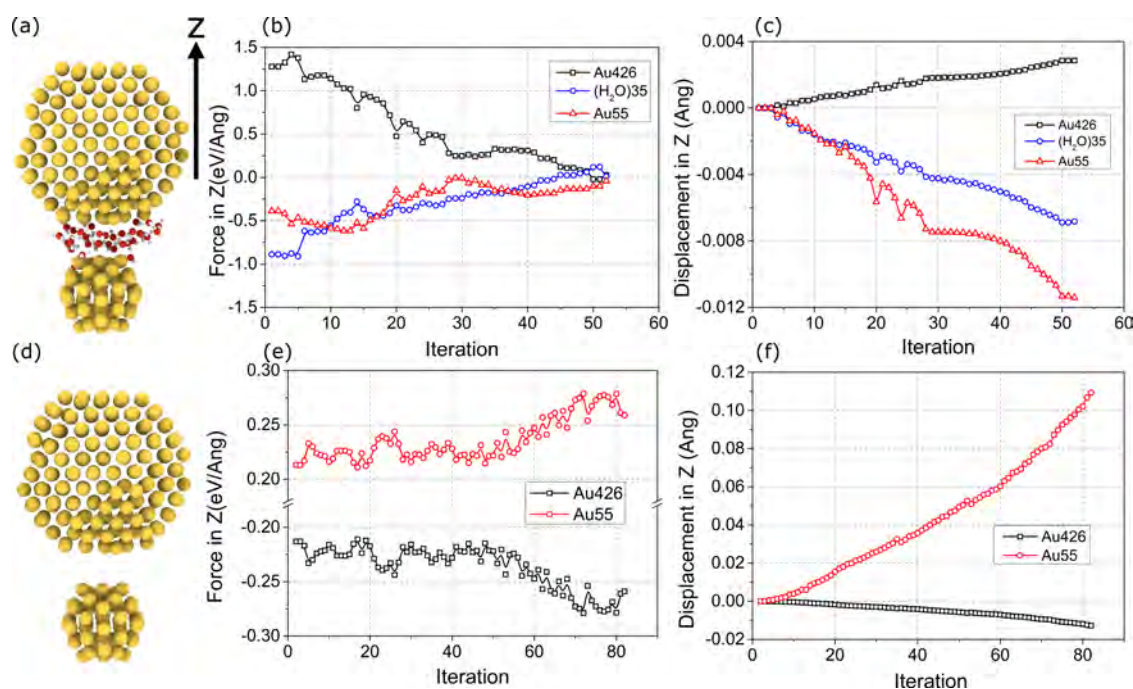 (a)
Z
(b)
Force in Z(eV/Ang)
1.5
1.0
0.5
0.0
-0.5
-1.0
-1.5
Au426
(H₂O)35
Au55
0 10 20 30 40 50 60
Iteration
(c)
Displacement in Z (Ang)
0.004
0.000
-0.004
-0.008
-0.012
Au426
(H₂O)35
Au55
0 10 20 30 40 50 60
Iteration
(d)
(e)
Force in Z(eV/Ang)
0.30
0.25
0.20
-0.20
-0.25
-0.30
Au426
Au55
0 20 40 60 80
Iteration
(f)
Displacement in Z (Ang)
0.12
0.10
0.08
0.06
0.04
0.02
0.00
-0.02
Au426
Au55
0 20 40 60 80
Iteration